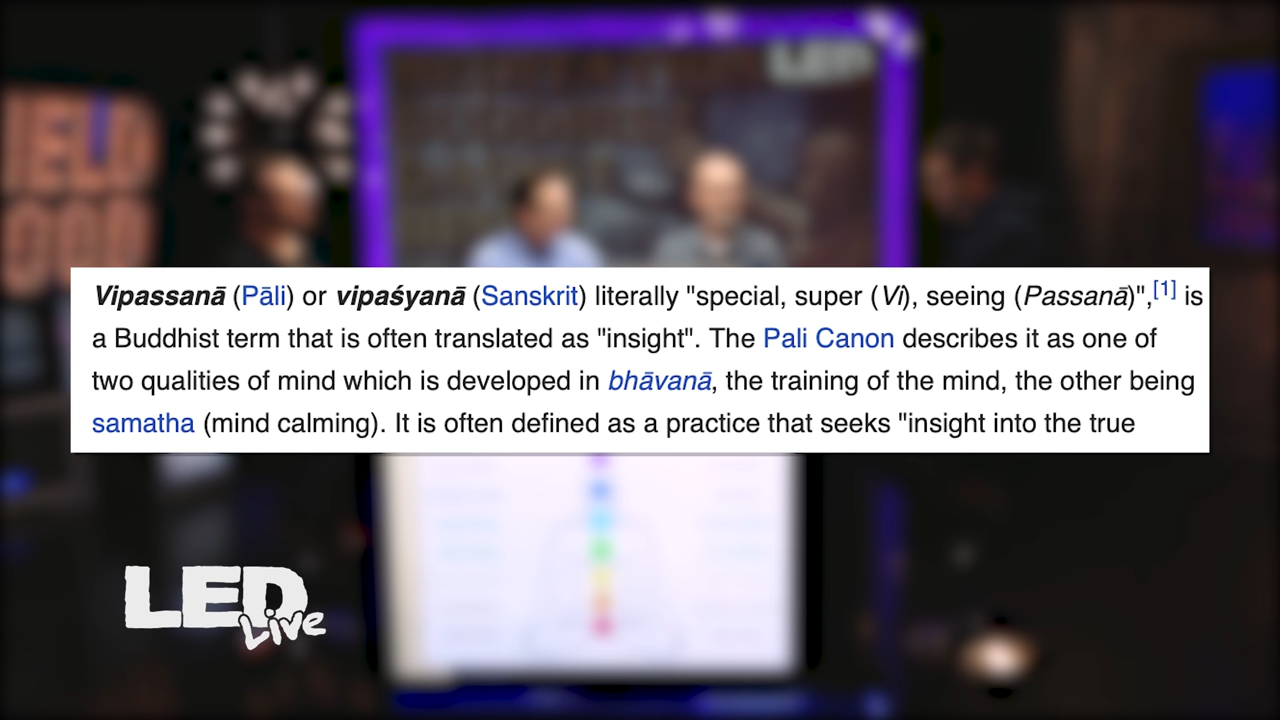 LED
Vipassanā (Pāli) or vipaśyanā (Sanskrit) literally "special, super (Vi), seeing (Passanā)",[1] is
a Buddhist term that is often translated as "insight". The Pali Canon describes it as one of
two qualities of mind which is developed in bhāvanā, the training of the mind, the other being
samatha (mind calming). It is often defined as a practice that seeks "insight into the true
LED
Live